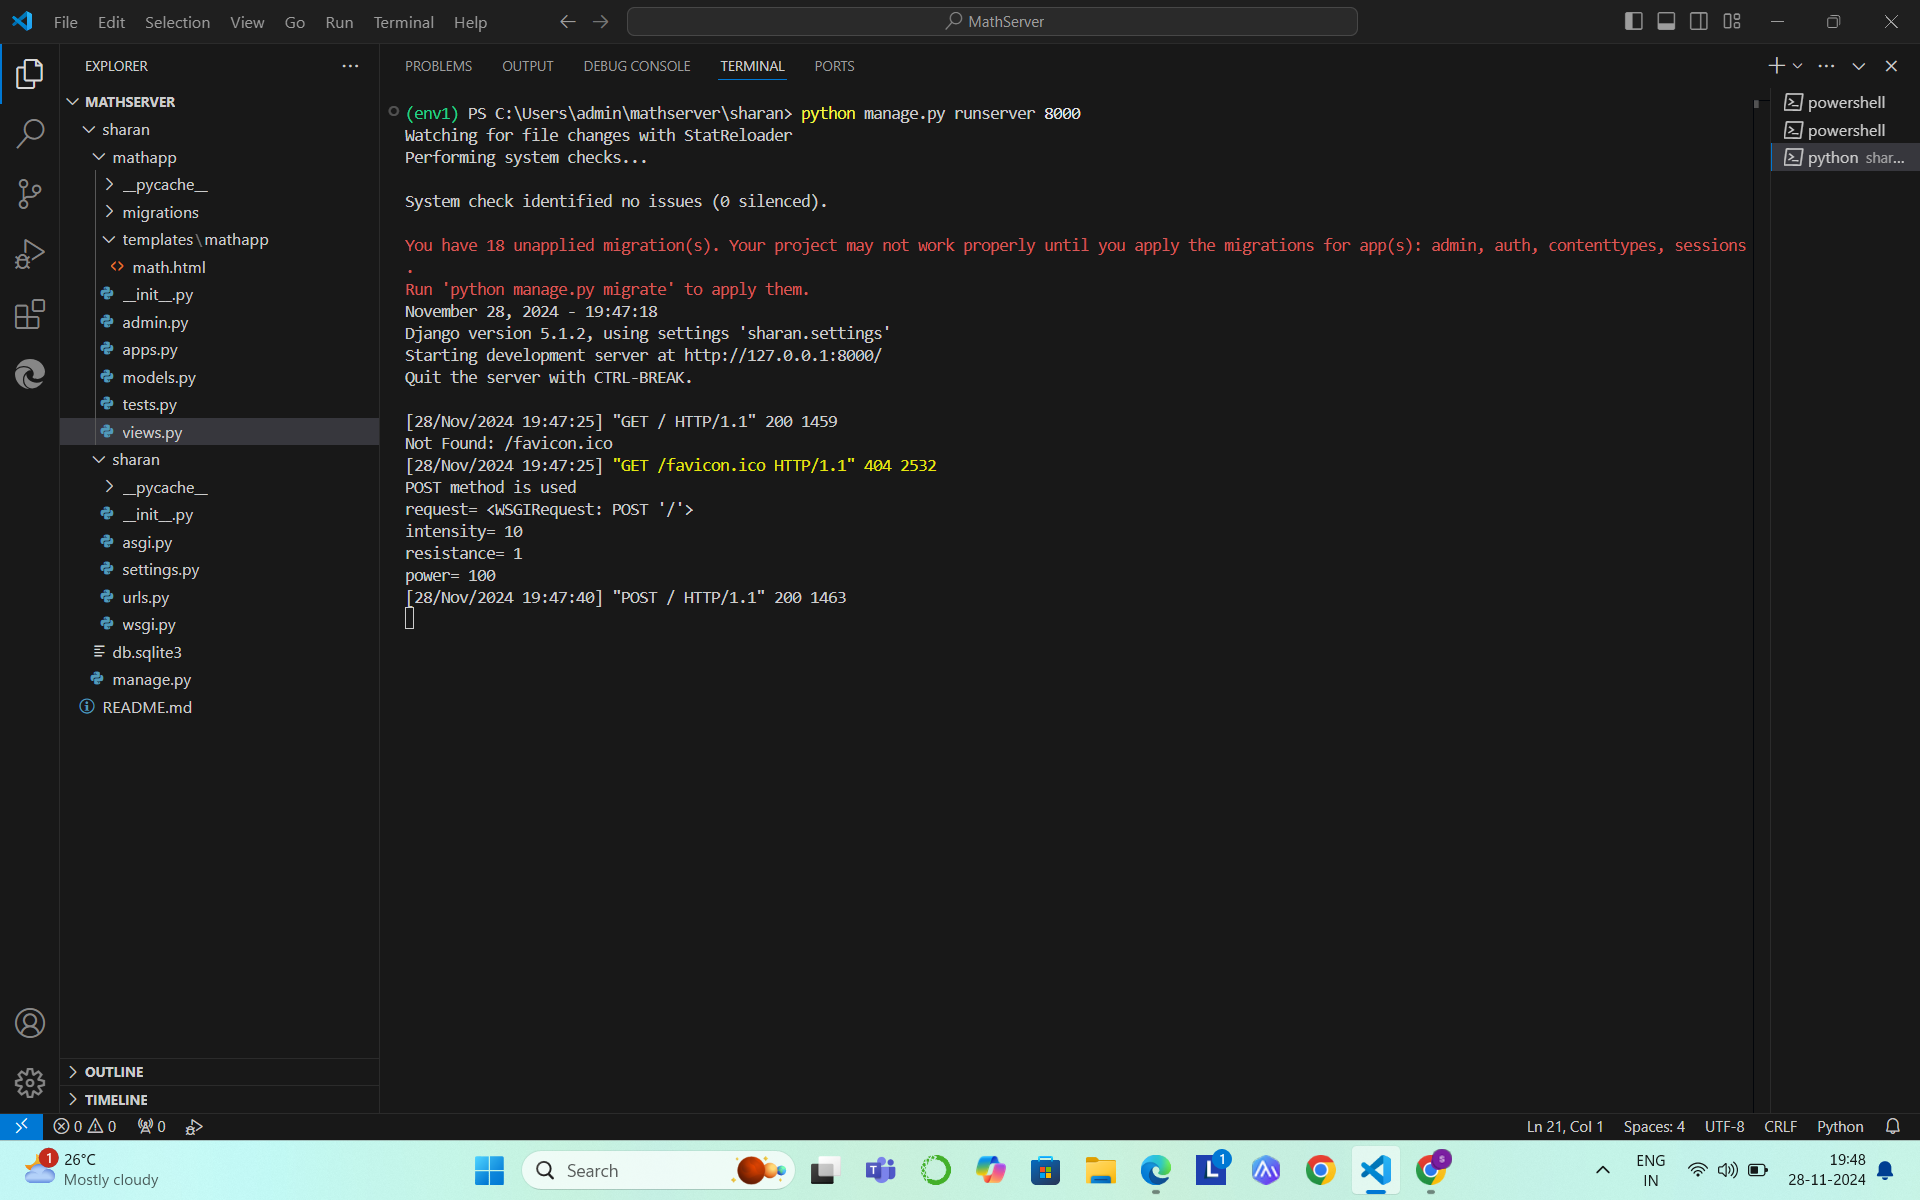 File Edit Selection View Go Run Terminal Help
MathServer
EXPLORER
MATHSERVER
sharan
mathapp
__pycache__
migrations
templates\mathapp
math.html
__init__.py
admin.py
apps.py
models.py
tests.py
views.py
sharan
__pycache__
__init__.py
asgi.py
settings.py
urls.py
wsgi.py
db.sqlite3
manage.py
README.md
OUTLINE
TIMELINE
PROBLEMS OUTPUT DEBUG CONSOLE TERMINAL PORTS
(env1) PS C:\Users\admin\mathserver\sharan> python manage.py runserver 8000
Watching for file changes with StatReloader
Performing system checks...
System check identified no issues (0 silenced).
You have 18 unapplied migration(s). Your project may not work properly until you apply the migrations for app(s): admin, auth, contenttypes, sessions
.
Run 'python manage.py migrate' to apply them.
November 28, 2024 - 19:47:18
Django version 5.1.2, using settings 'sharan.settings'
Starting development server at http://127.0.0.1:8000/
Quit the server with CTRL-BREAK.
[28/Nov/2024 19:47:25] "GET / HTTP/1.1" 200 1459
Not Found: /favicon.ico
[28/Nov/2024 19:47:25] "GET /favicon.ico HTTP/1.1" 404 2532
POST method is used
request= <WSGIRequest: POST '/'>
intensity= 10
resistance= 1
power= 100
[28/Nov/2024 19:47:40] "POST / HTTP/1.1" 200 1463
powershell
powershell
python shar...
0 0 0
Ln 21, Col 1 Spaces: 4 UTF-8 CRLF Python
1
26°C
Mostly cloudy
Search
T
L
1
s
ENG
IN
19:48
28-11-2024